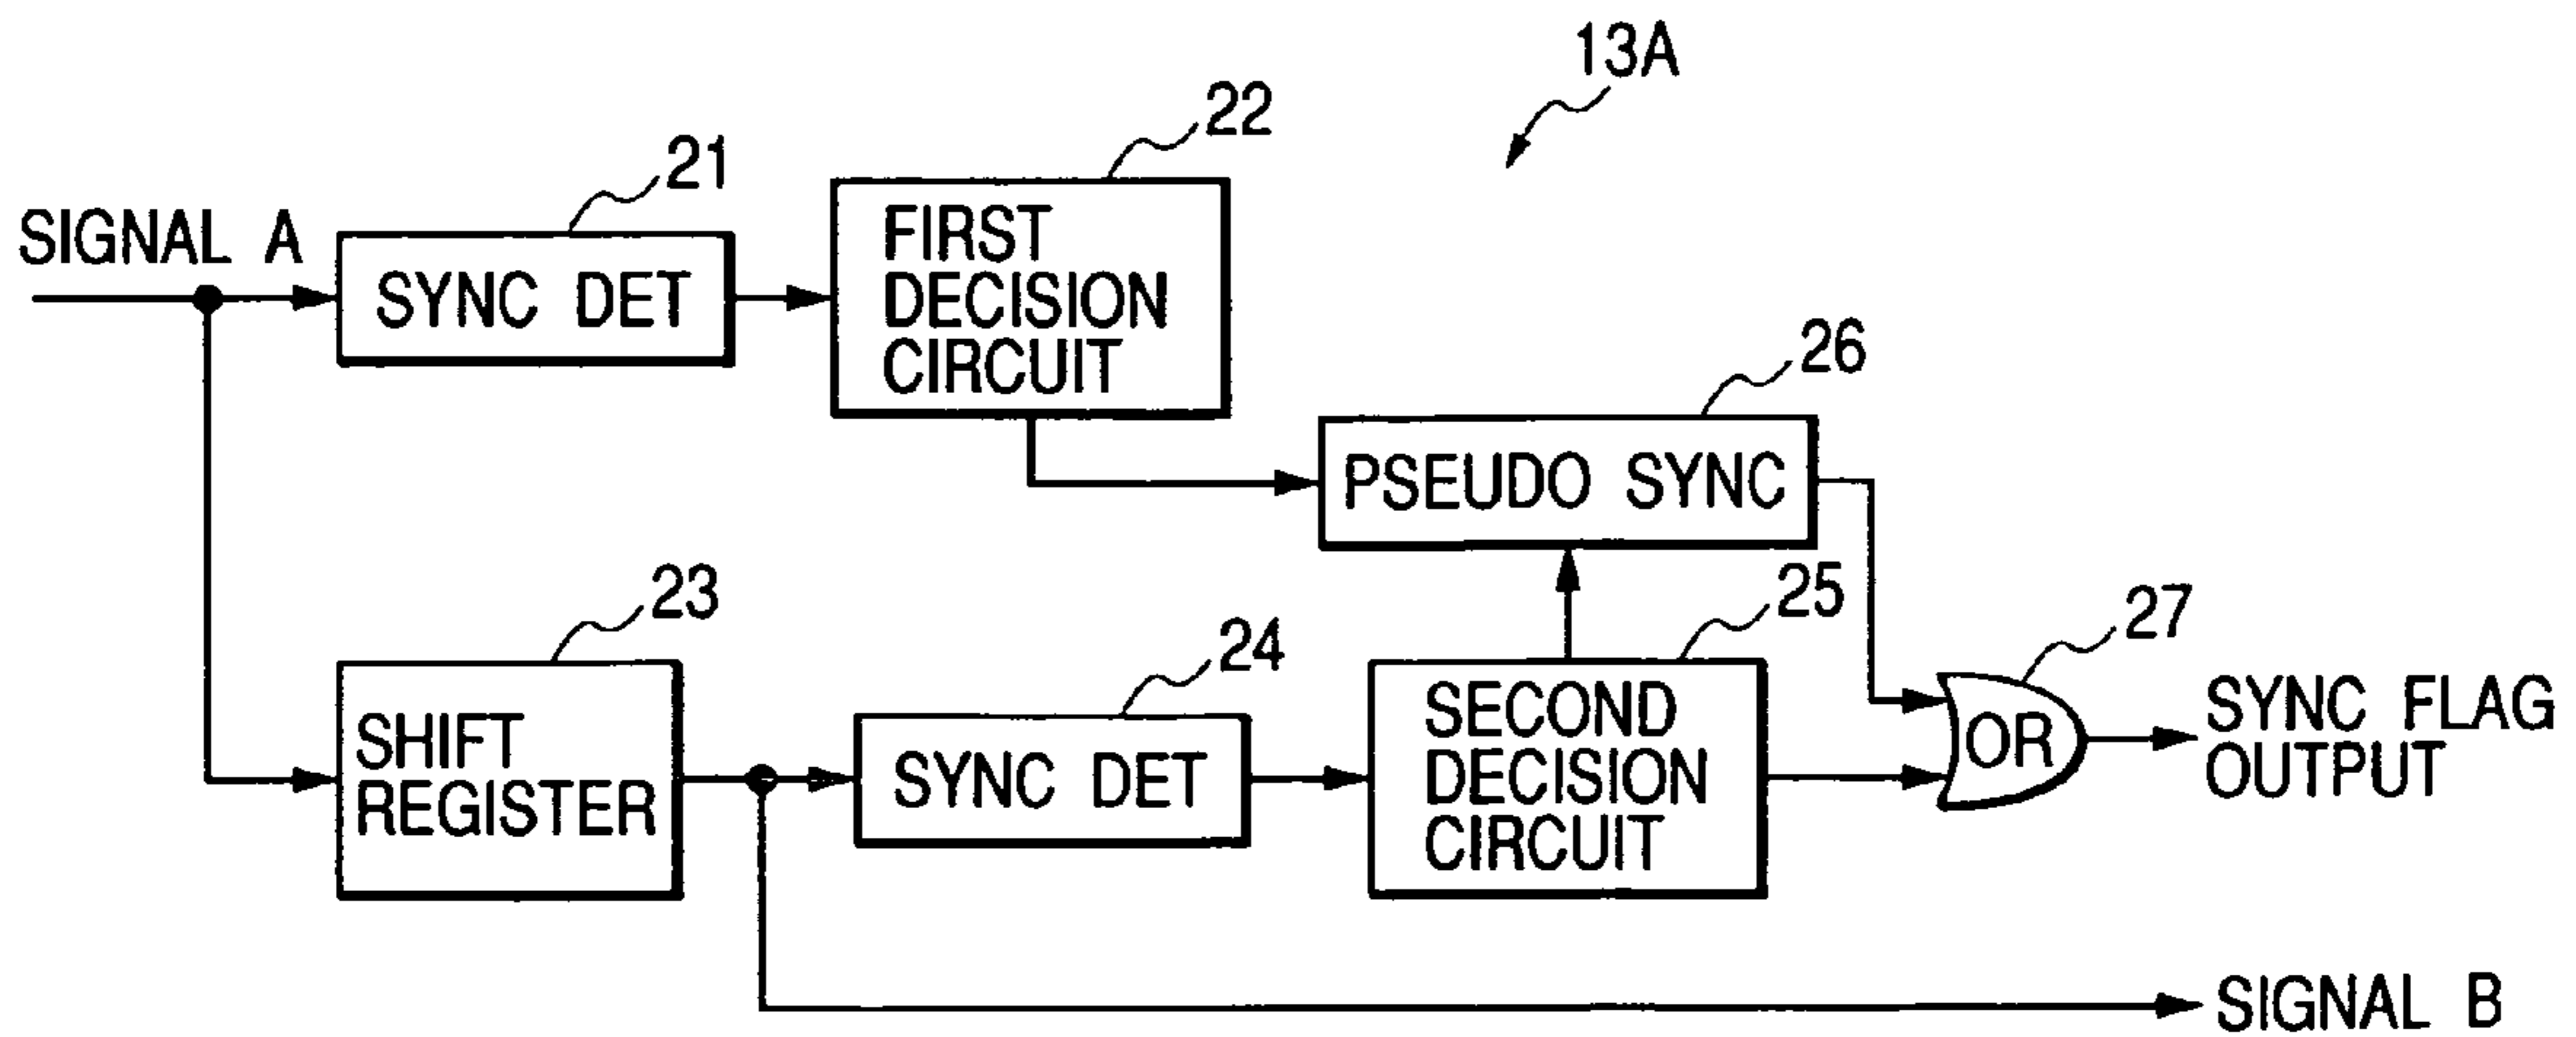 13A
22
21
SIGNAL A
SYNC DET
FIRST
DECISION
CIRCUIT
26
PSEUDO SYNC
23
24
25
27
SHIFT
REGISTER
SYNC DET
SECOND
DECISION
CIRCUIT
OR
SYNC FLAG
OUTPUT
SIGNAL B